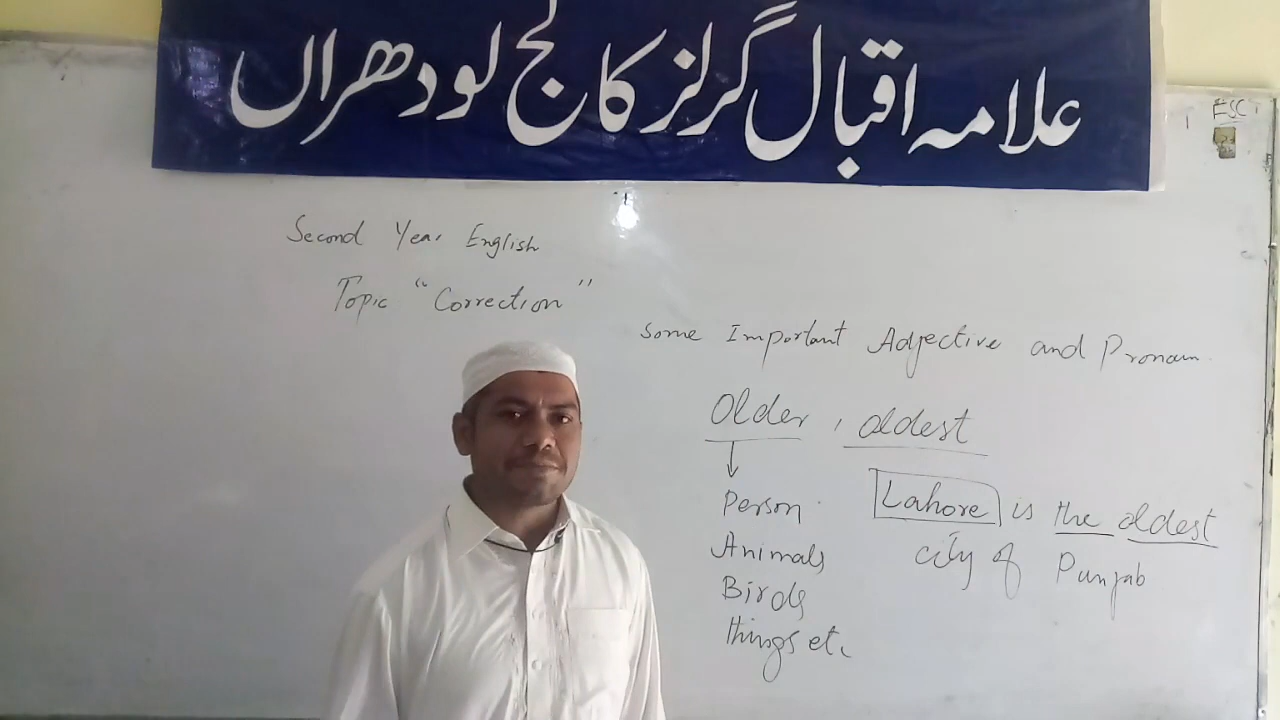 علامہ اقبال گرلز کالج لودھراں
FSC
Second Year English
Topic "Correction"
Some Important Adjective and Pronoun
Older, oldest
Person
Animals
Birds
things etc
Lahore is the oldest
city of Punjab